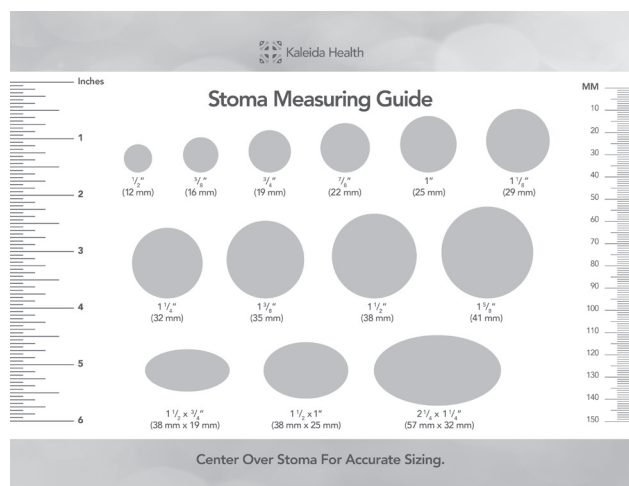 Kaleida Health
Inches
MM
Stoma Measuring Guide
10
20
30
40
50
60
70
80
90
100
110
120
130
140
150
1
2
3
4
5
6
1/2"
(12 mm)
5/8"
(16 mm)
3/4"
(19 mm)
7/8"
(22 mm)
1"
(25 mm)
1 1/8"
(29 mm)
1 1/4"
(32 mm)
1 3/8"
(35 mm)
1 1/2"
(38 mm)
1 5/8"
(41 mm)
1 1/2 x 3/4"
(38 mm x 19 mm)
1 1/2 x 1"
(38 mm x 25 mm)
2 1/4 x 1 1/4"
(57 mm x 32 mm)
Center Over Stoma For Accurate Sizing.